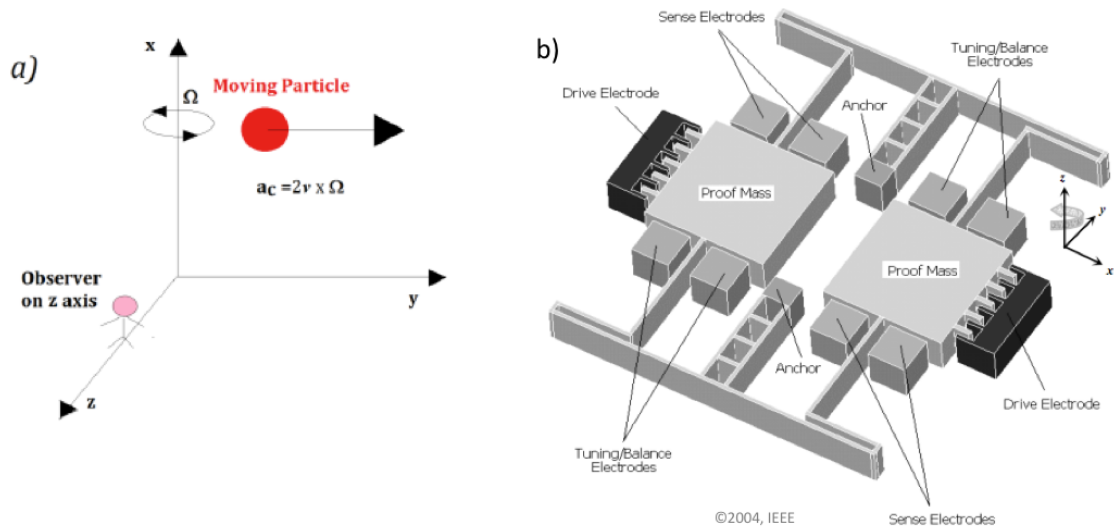 a)
x
Ω
Moving Particle
a_C =2v x Ω
Observer
on z axis
y
z
b)
Sense Electrodes
Tuning/Balance
Electrodes
Drive Electrode
Anchor
Proof Mass
z
y
x
Proof Mass
Anchor
Drive Electrode
Tuning/Balance
Electrodes
Sense Electrodes
©2004, IEEE